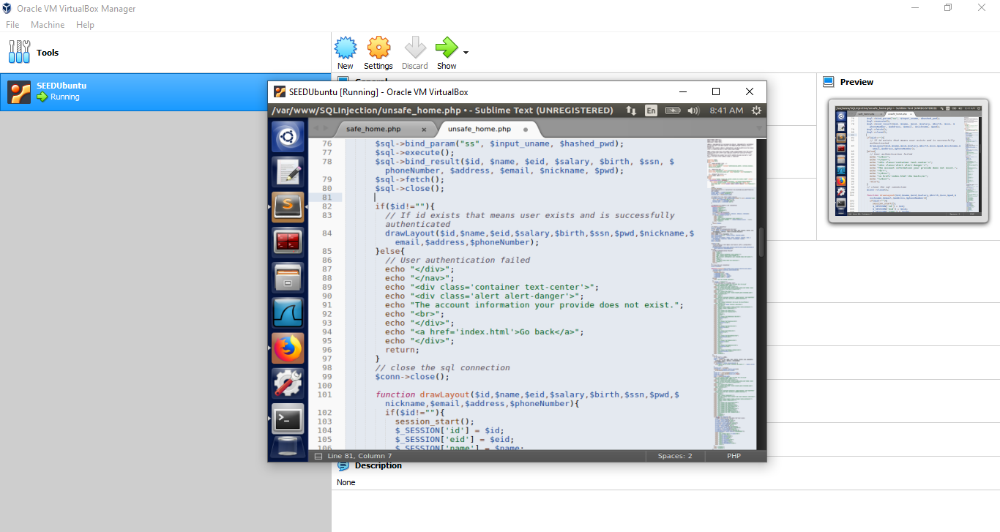 Oracle VM VirtualBox Manager
File Machine Help
Tools
New Settings Discard Show
SEEDUbuntu
Running
General
Preview
SEEDUbuntu [Running] - Oracle VM VirtualBox
/var/www/SQLInjection/unsafe_home.php • - Sublime Text (UNREGISTERED) En 8:41 AM
safe_home.php × unsafe_home.php
76 $sql->bind_param("ss", $input_uname, $hashed_pwd);
77 $sql->execute();
78 $sql->bind_result($id, $name, $eid, $salary, $birth, $ssn, $
phoneNumber, $address, $email, $nickname, $pwd);
79 $sql->fetch();
80 $sql->close();
81
82 if($id!=""){
83 // If id exists that means user exists and is successfully
authenticated
84 drawLayout($id,$name,$eid,$salary,$birth,$ssn,$pwd,$nickname,$
email,$address,$phoneNumber);
85 }else{
86 // User authentication failed
87 echo "</div>";
88 echo "</nav>";
89 echo "<div class='container text-center'>";
90 echo "<div class='alert alert-danger'>";
91 echo "The account information your provide does not exist.";
92 echo "<br>";
93 echo "</div>";
94 echo "<a href='index.html'>Go back</a>";
95 echo "</div>";
96 return;
97 }
98 // close the sql connection
99 $conn->close();
100
101 function drawLayout($id,$name,$eid,$salary,$birth,$ssn,$pwd,$
nickname,$email,$address,$phoneNumber){
102 if($id!=""){
103 session_start();
104 $_SESSION['id'] = $id;
105 $_SESSION['eid'] = $eid;
106 $_SESSION['name'] = $name;
Line 81, Column 7 Spaces: 2 PHP
Description
None